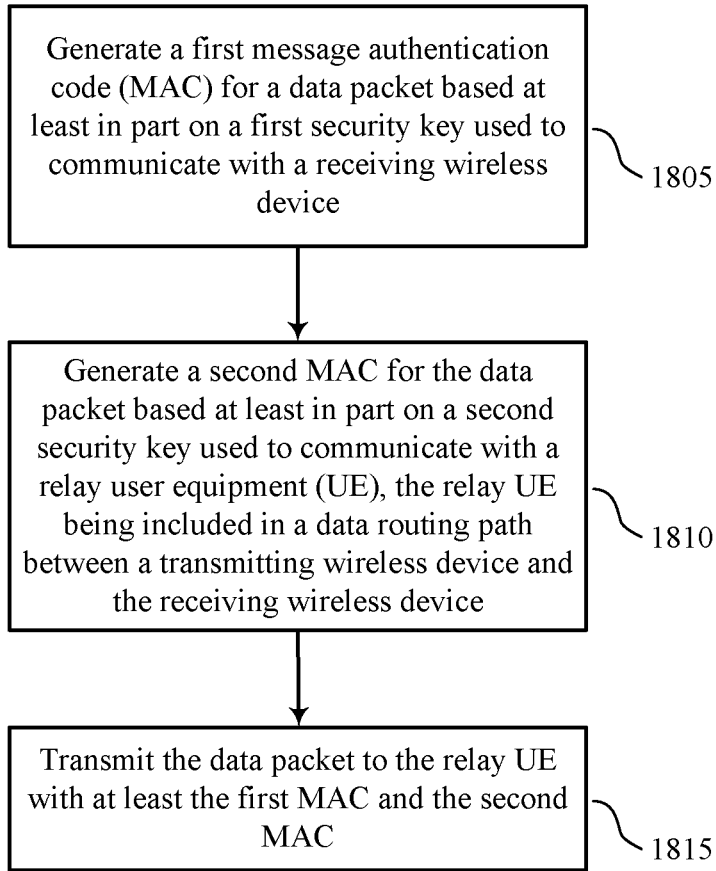 Generate a first message authentication
code (MAC) for a data packet based at
least in part on a first security key used to
communicate with a receiving wireless
device
1805
Generate a second MAC for the data
packet based at least in part on a second
security key used to communicate with a
relay user equipment (UE), the relay UE
being included in a data routing path
between a transmitting wireless device and
the receiving wireless device
1810
Transmit the data packet to the relay UE
with at least the first MAC and the second
MAC
1815